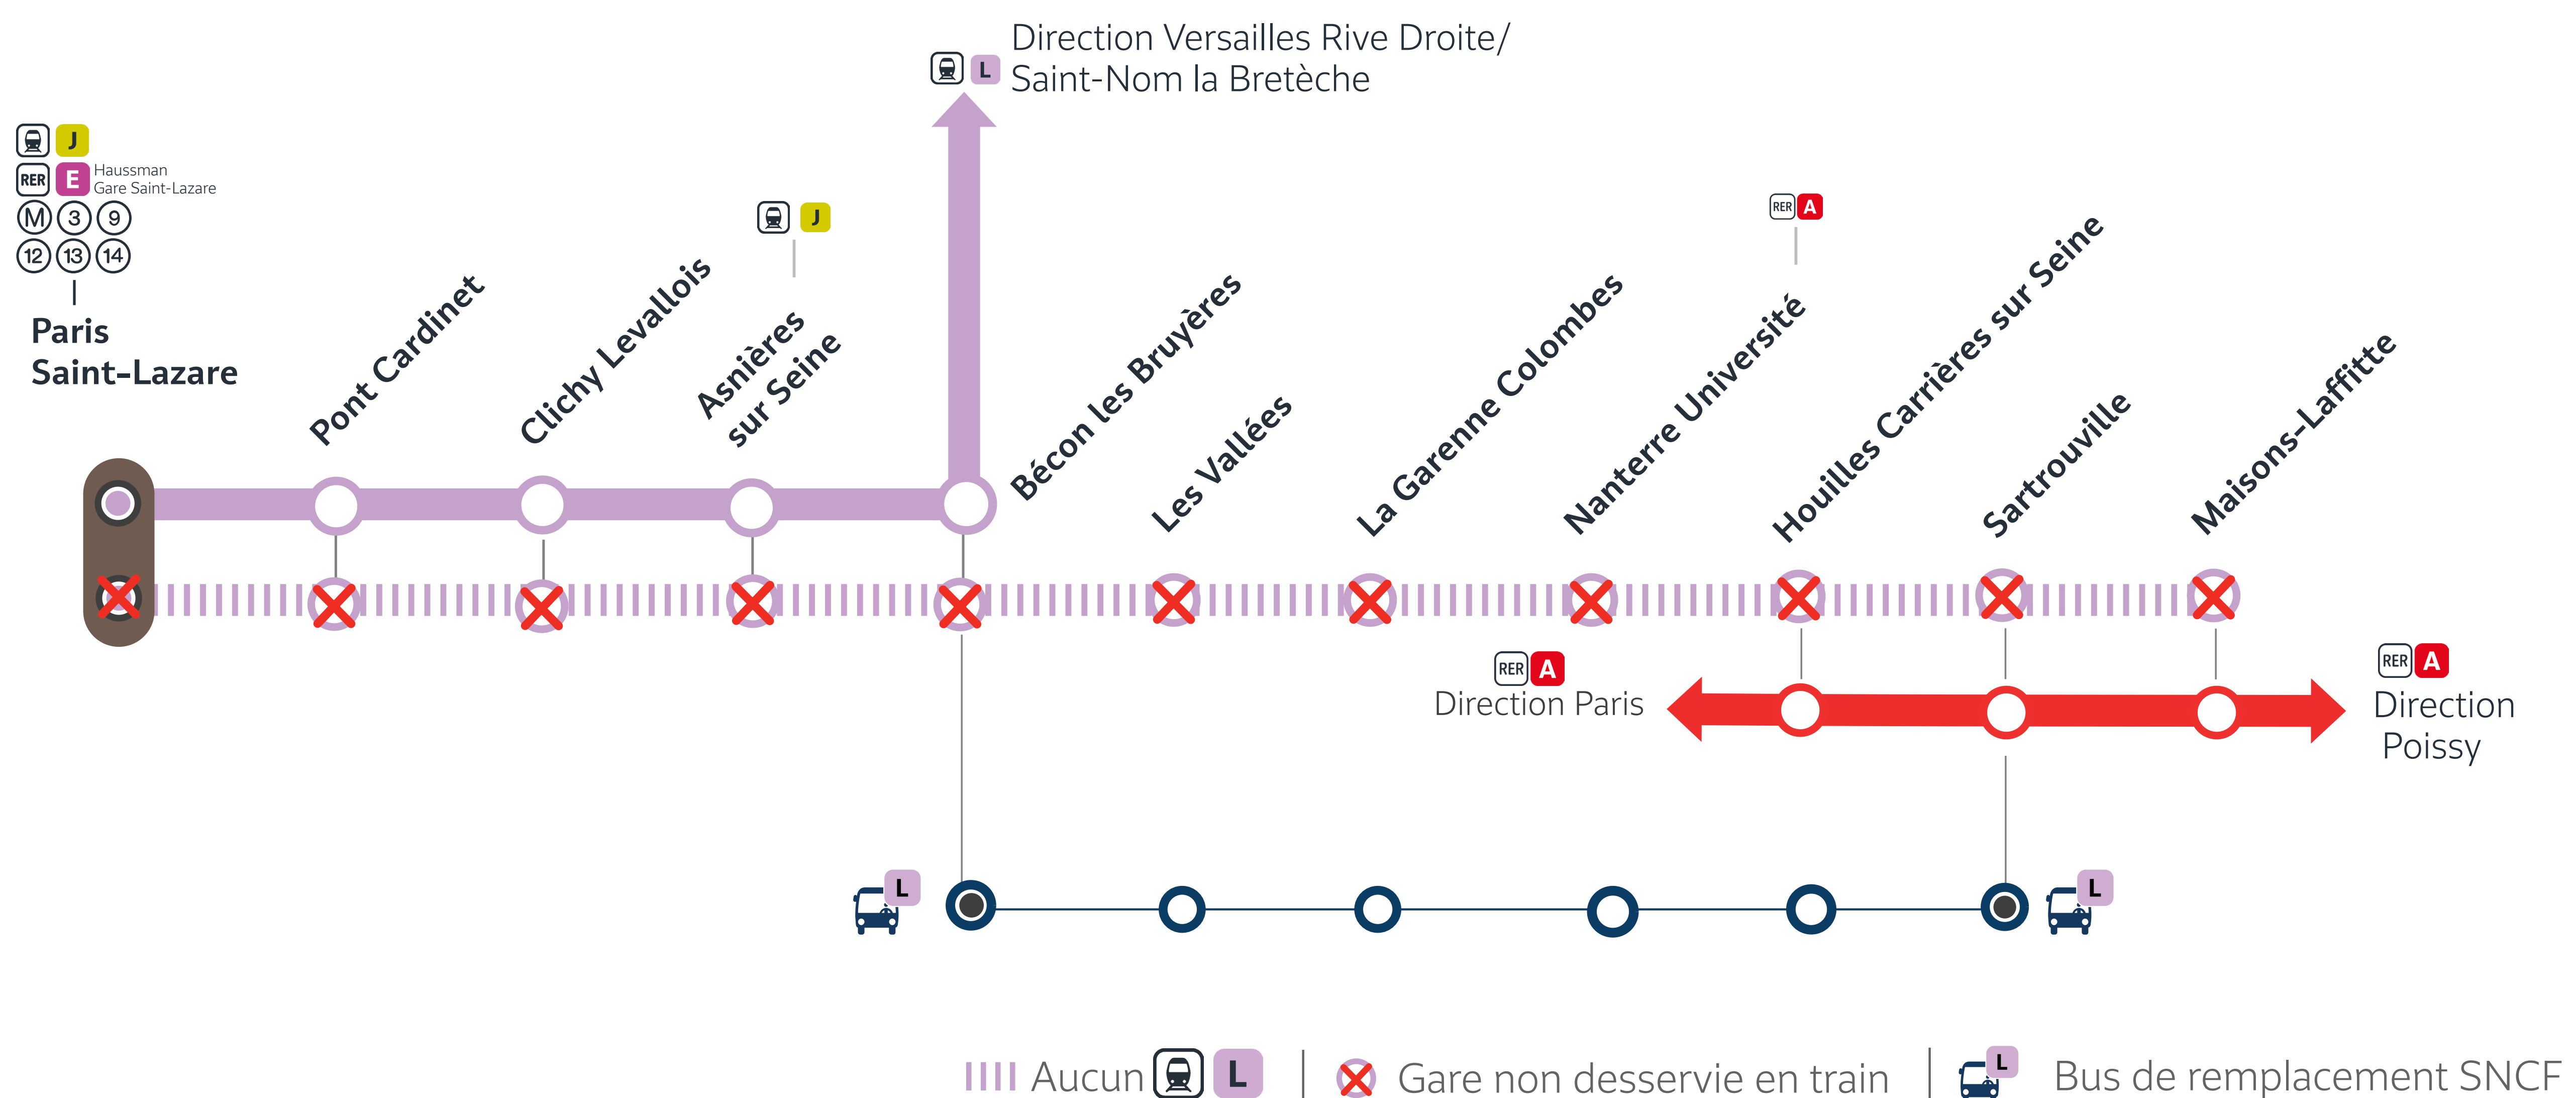 Direction Versailles Rive Droite/
L
Saint-Nom la Bretèche
J
RER E Haussman
Gare Saint-Lazare
M 3 9
12 13 14
Paris
Saint-Lazare
Pont Cardinet
Clichy Levallois
J
Asnières
sur Seine
Bécon les Bruyères
Les Vallées
La Garenne Colombes
RER A
Nanterre Université
Houilles Carrières sur Seine
Sartrouville
Maisons-Laffitte
RER A
Direction Paris
RER A
Direction
Poissy
L
L
Aucun L
Gare non desservie en train
L Bus de remplacement SNCF